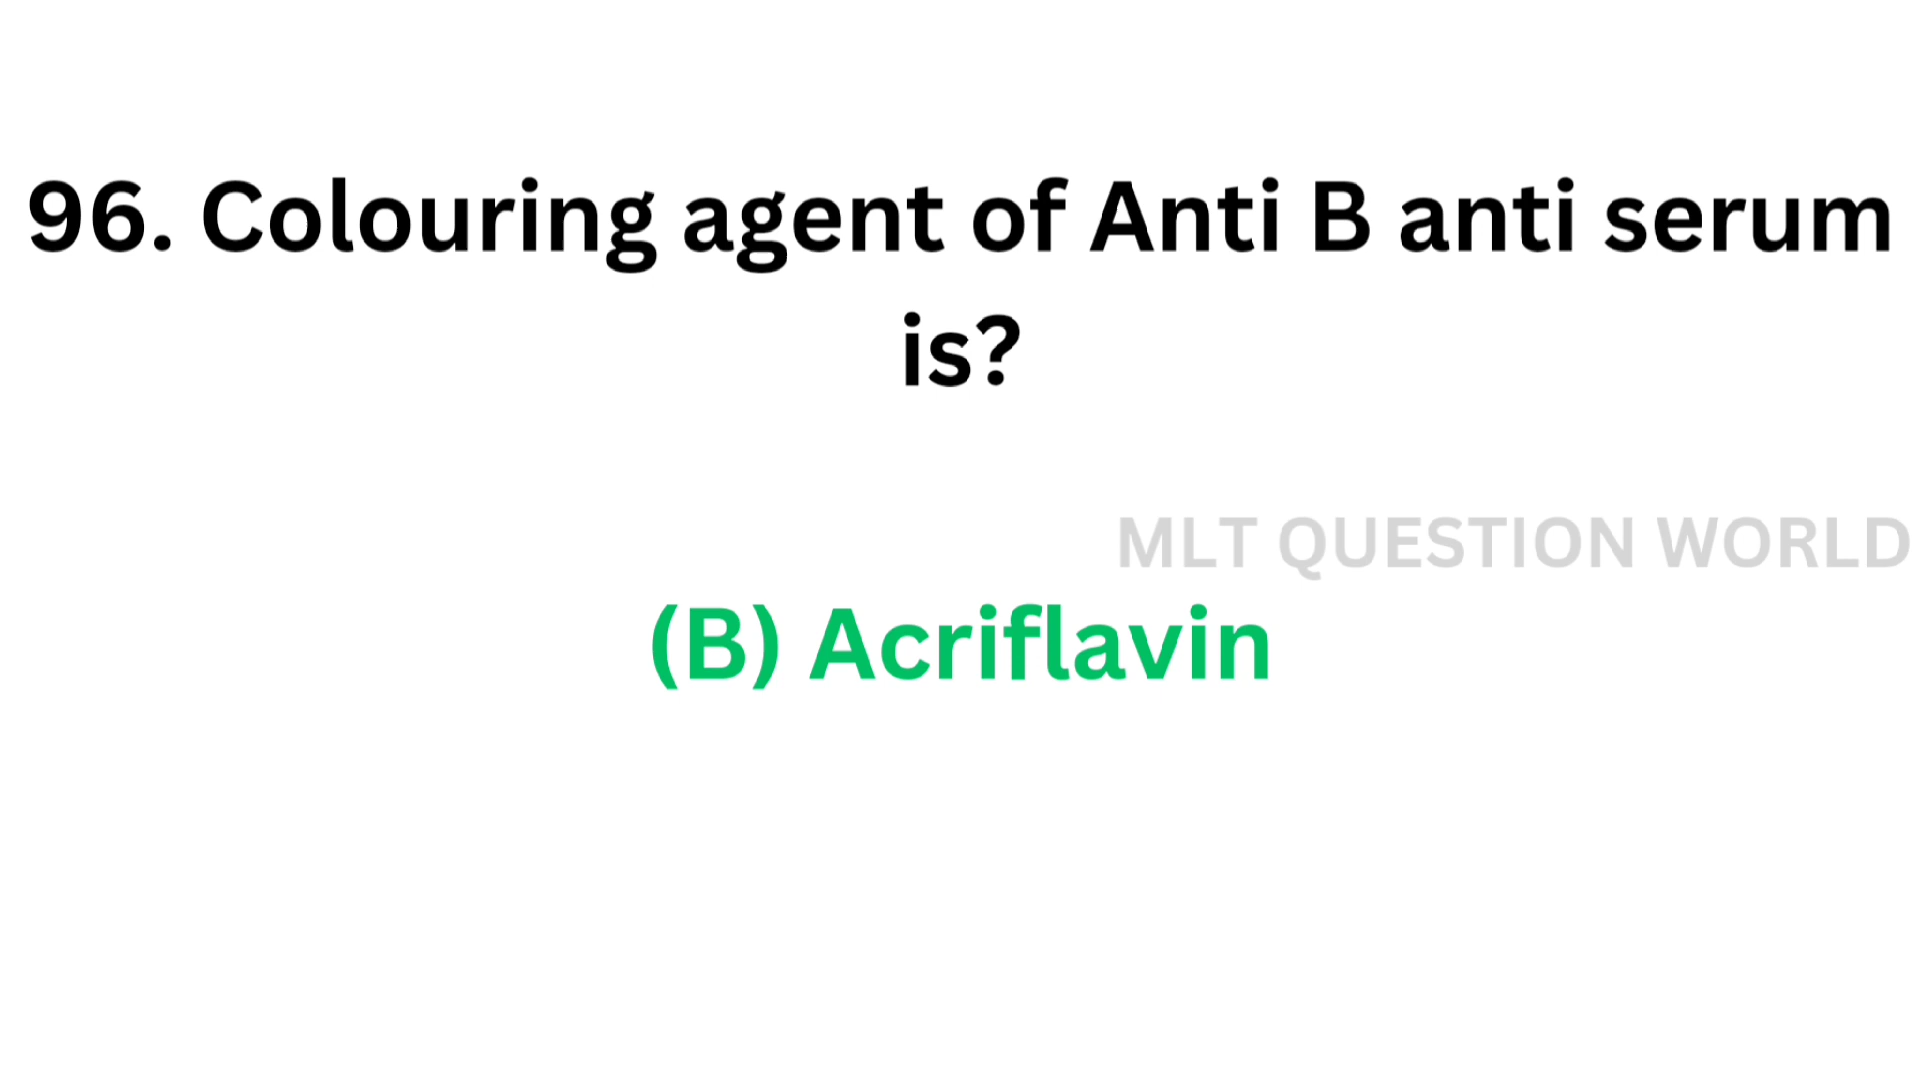 96. Colouring agent of Anti B anti serum
is?
MLT QUESTION WORLD
(B) Acriflavin